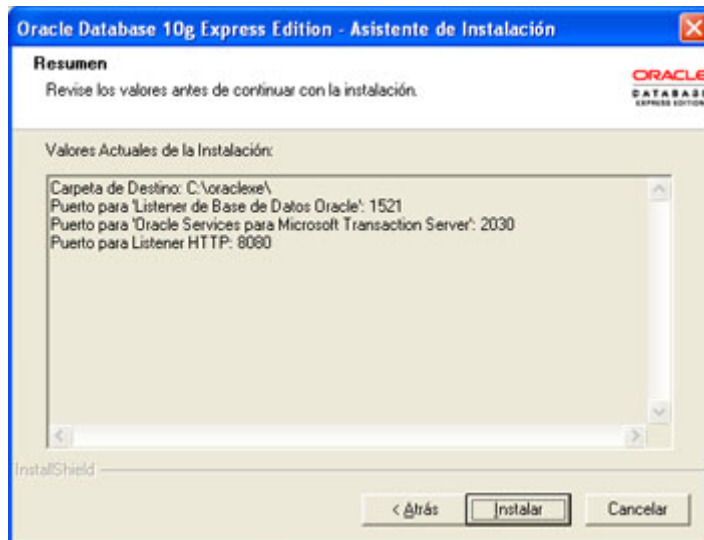 Oracle Database 10g Express Edition - Asistente de Instalación
Resumen
Revise los valores antes de continuar con la instalación.
ORACLE
DATABASE
EXPRESS EDITION
Valores Actuales de la Instalación:
Carpeta de Destino: C:\oraclexe\
Puerto para 'Listener de Base de Datos Oracle': 1521
Puerto para 'Oracle Services para Microsoft Transaction Server': 2030
Puerto para Listener HTTP: 8080
InstallShield
< Atrás
Instalar
Cancelar